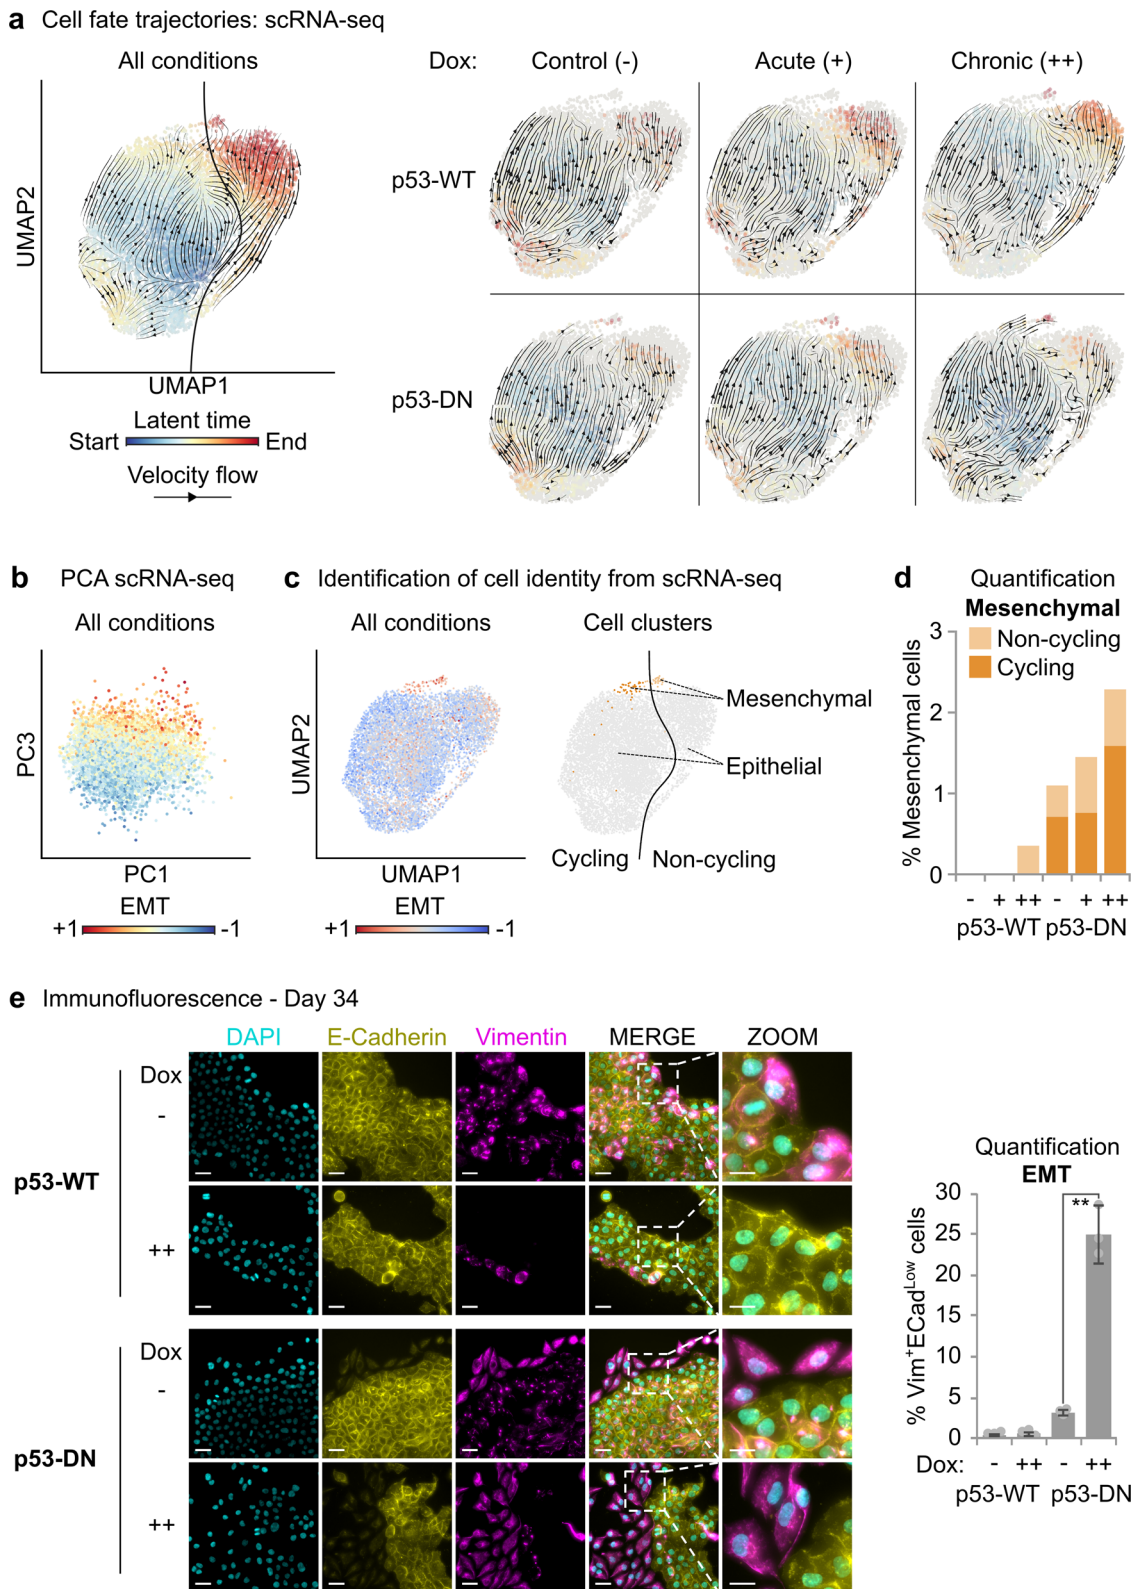 a Cell fate trajectories: scRNA-seq
All conditions
Dox: Control (-) Acute (+) Chronic (++)
p53-WT
UMAP2
p53-DN
UMAP1
Latent time
Start End
Velocity flow
b PCA scRNA-seq
All conditions
PC3
PC1
EMT
+1 -1
c Identification of cell identity from scRNA-seq
All conditions Cell clusters
UMAP2
Mesenchymal
Epithelial
Cycling Non-cycling
UMAP1
EMT
+1 -1
d Quantification
Mesenchymal
Non-cycling
Cycling
% Mesenchymal cells
3
2
1
0
- + ++ - + ++
p53-WT p53-DN
e Immunofluorescence - Day 34
DAPI E-Cadherin Vimentin MERGE ZOOM
Dox
-
p53-WT
++
Dox
-
p53-DN
++
Quantification
EMT
% Vim⁺ECadᴸᵒʷ cells
30
25
20
15
10
5
0
**
Dox: - ++ - ++
p53-WT p53-DN